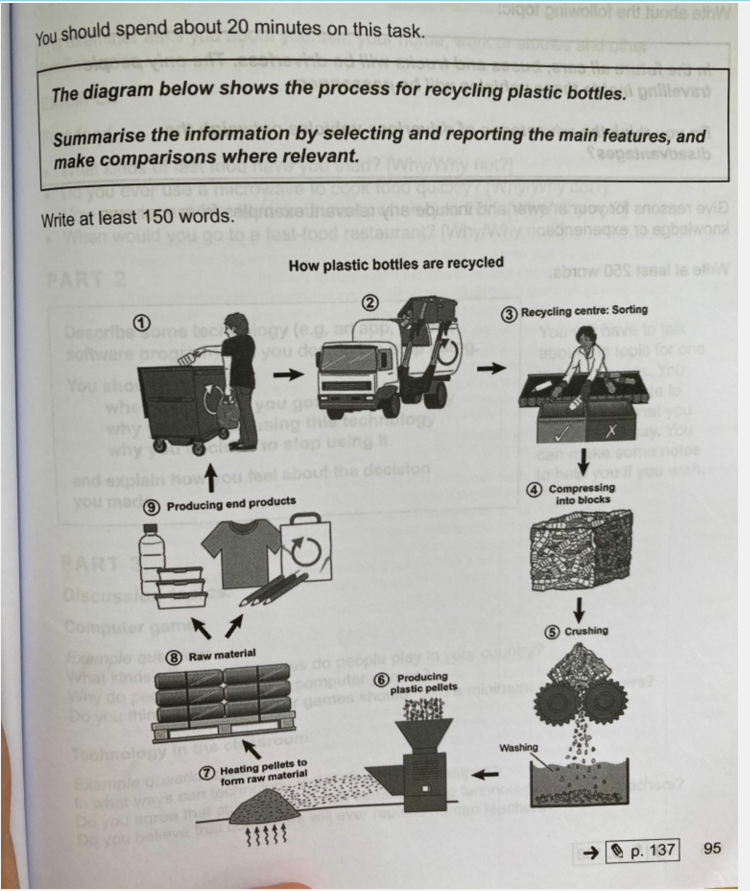 You should spend about 20 minutes on this task.
The diagram below shows the process for recycling plastic bottles.
Summarise the information by selecting and reporting the main features, and
make comparisons where relevant.
Write at least 150 words.
How plastic bottles are recycled
1
2
3 Recycling centre: Sorting
4 Compressing
into blocks
5 Crushing
Washing
6 Producing
plastic pellets
7 Heating pellets to
form raw material
8 Raw material
9 Producing end products
→ p. 137
95